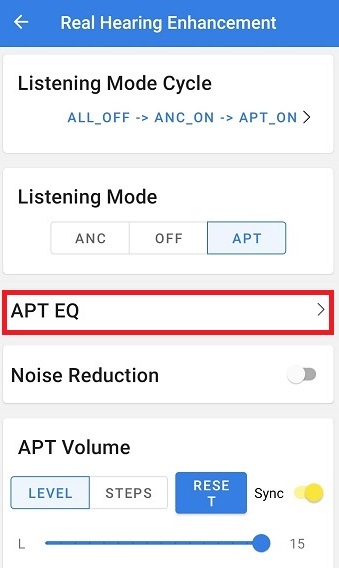 Real Hearing Enhancement
Listening Mode Cycle
ALL_OFF -> ANC_ON -> APT_ON
Listening Mode
ANC OFF APT
APT EQ
Noise Reduction
APT Volume
LEVEL STEPS RESE
T Sync
L 15